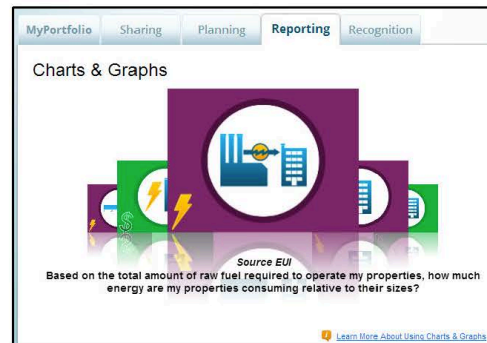 MyPortfolio Sharing Planning Reporting Recognition
Charts & Graphs
Source EUI
Based on the total amount of raw fuel required to operate my properties, how much
energy are my properties consuming relative to their sizes?
Learn More About Using Charts & Graphs